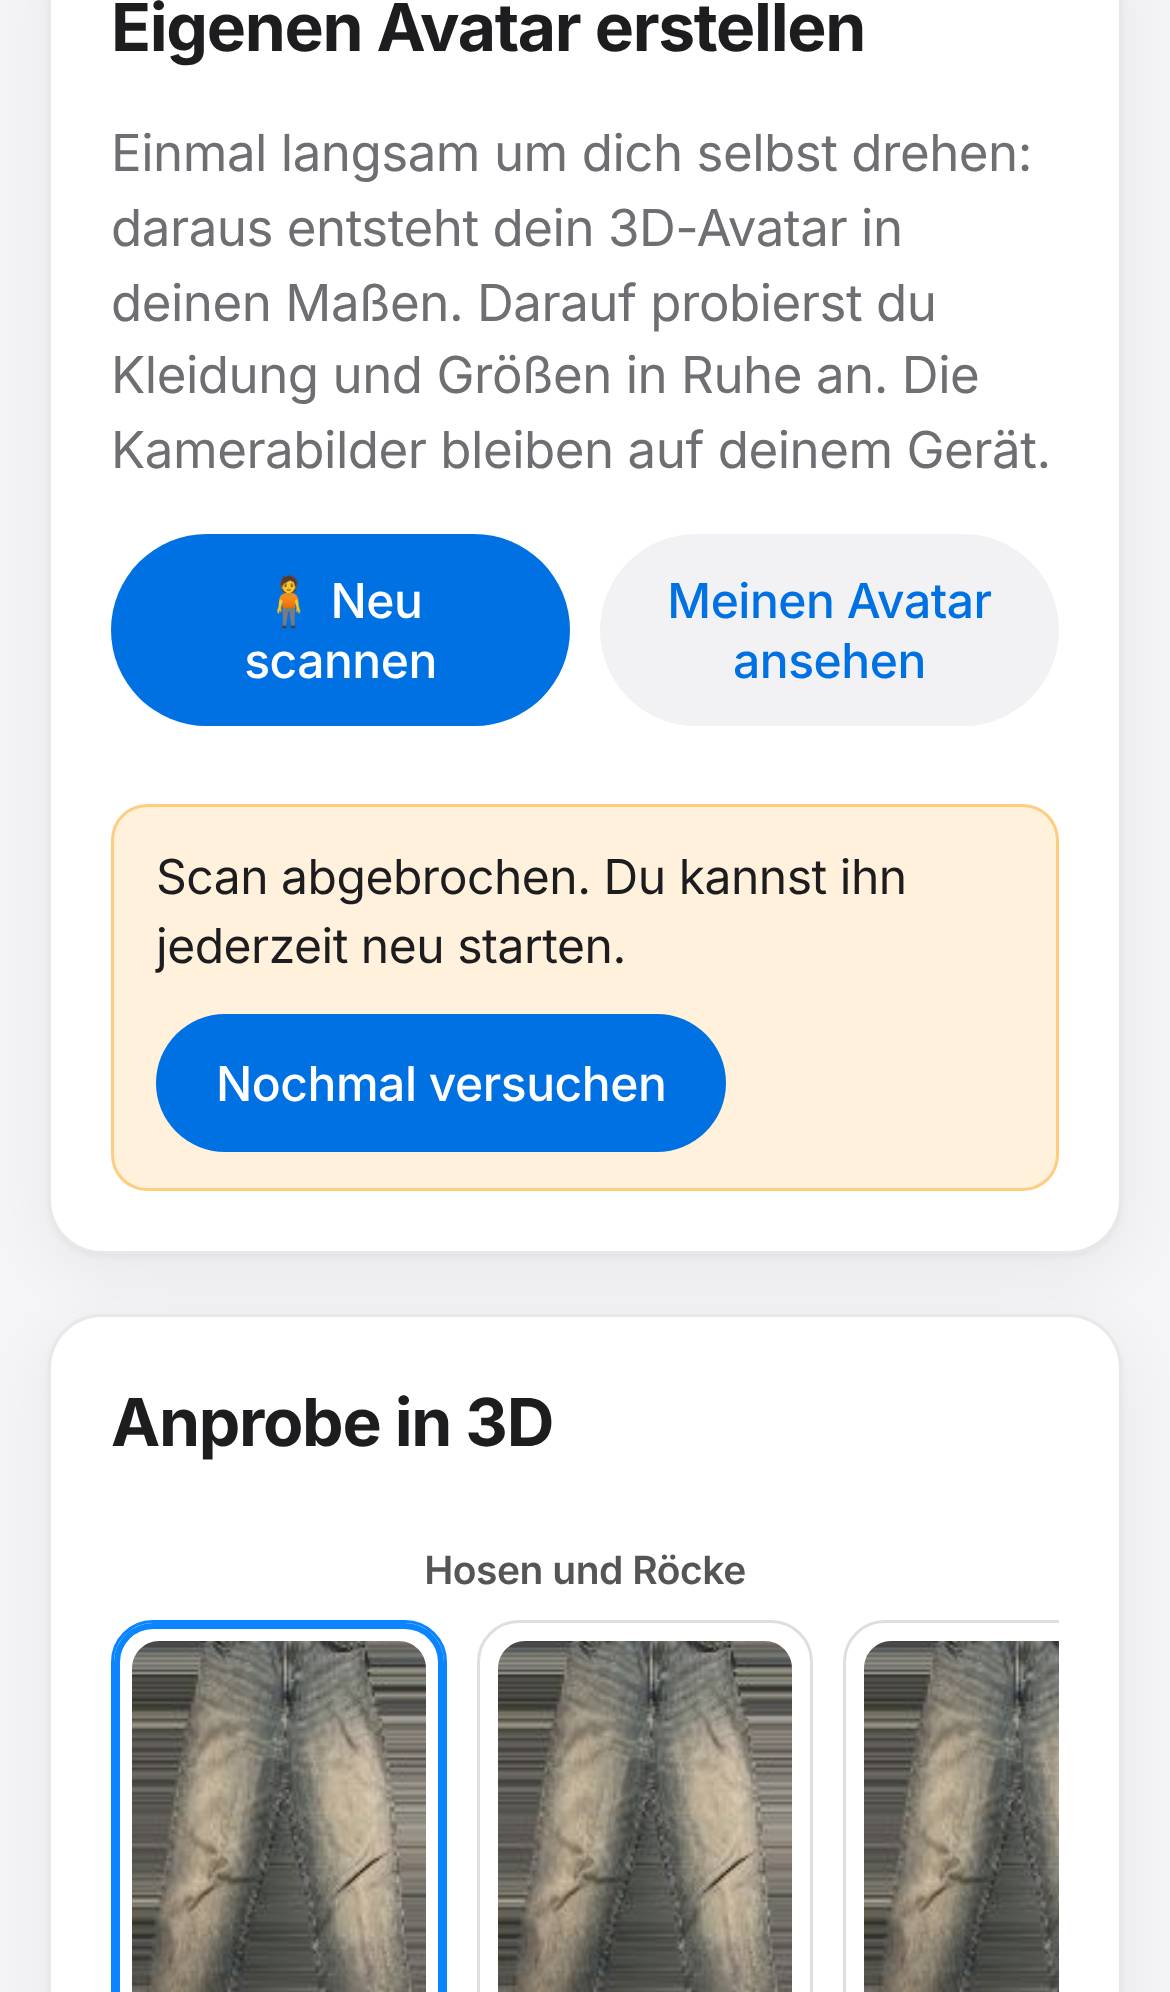 Eigenen Avatar erstellen
Einmal langsam um dich selbst drehen:
daraus entsteht dein 3D-Avatar in
deinen Maßen. Darauf probierst du
Kleidung und Größen in Ruhe an. Die
Kamerabilder bleiben auf deinem Gerät.
🧍 Neu
scannen
Meinen Avatar
ansehen
Scan abgebrochen. Du kannst ihn
jederzeit neu starten.
Nochmal versuchen
Anprobe in 3D
Hosen und Röcke